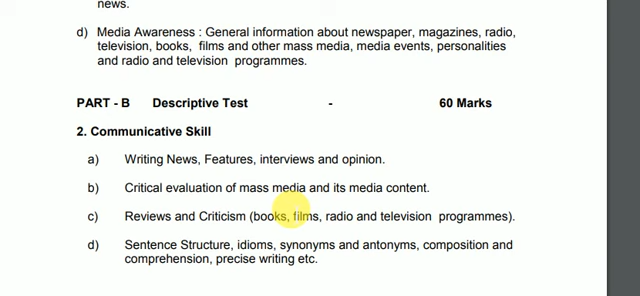 news.
d) Media Awareness : General information about newspaper, magazines, radio,
television, books, films and other mass media, media events, personalities
and radio and television programmes.
PART - B Descriptive Test - 60 Marks
2. Communicative Skill
a) Writing News, Features, interviews and opinion.
b) Critical evaluation of mass media and its media content.
c) Reviews and Criticism (books, films, radio and television programmes).
d) Sentence Structure, idioms, synonyms and antonyms, composition and
comprehension, precise writing etc.